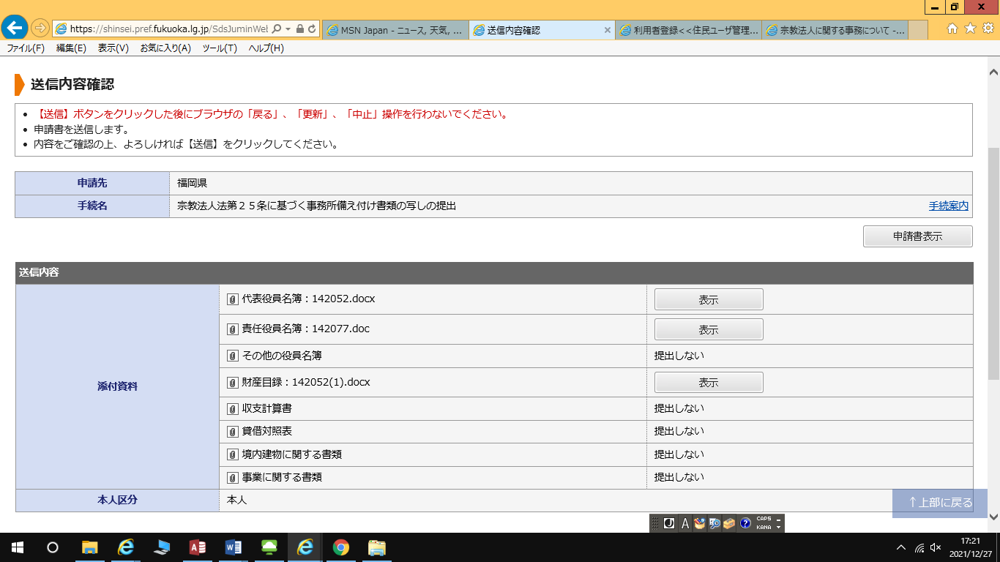 https://shinsei.pref.fukuoka.lg.jp/SdsJuminWel
MSN Japan - ニュース, 天気, ...
送信内容確認
利用者登録<<住民ユーザ管理...
宗教法人に関する事務について -...
ファイル(F) 編集(E) 表示(V) お気に入り(A) ツール(T) ヘルプ(H)
送信内容確認
【送信】ボタンをクリックした後にブラウザの「戻る」、「更新」、「中止」操作を行わないでください。
申請書を送信します。
内容をご確認の上、よろしければ【送信】をクリックしてください。
申請先 福岡県
手続名 宗教法人法第２５条に基づく事務所備え付け書類の写しの提出 手続案内
申請書表示
送信内容
添付資料
代表役員名簿：142052.docx 表示
責任役員名簿：142077.doc 表示
その他の役員名簿 提出しない
財産目録：142052(1).docx 表示
収支計算書 提出しない
貸借対照表 提出しない
境内建物に関する書類 提出しない
事業に関する書類 提出しない
本人区分 本人
↑上部に戻る
A CAPS
KANA
17:21
2021/12/27